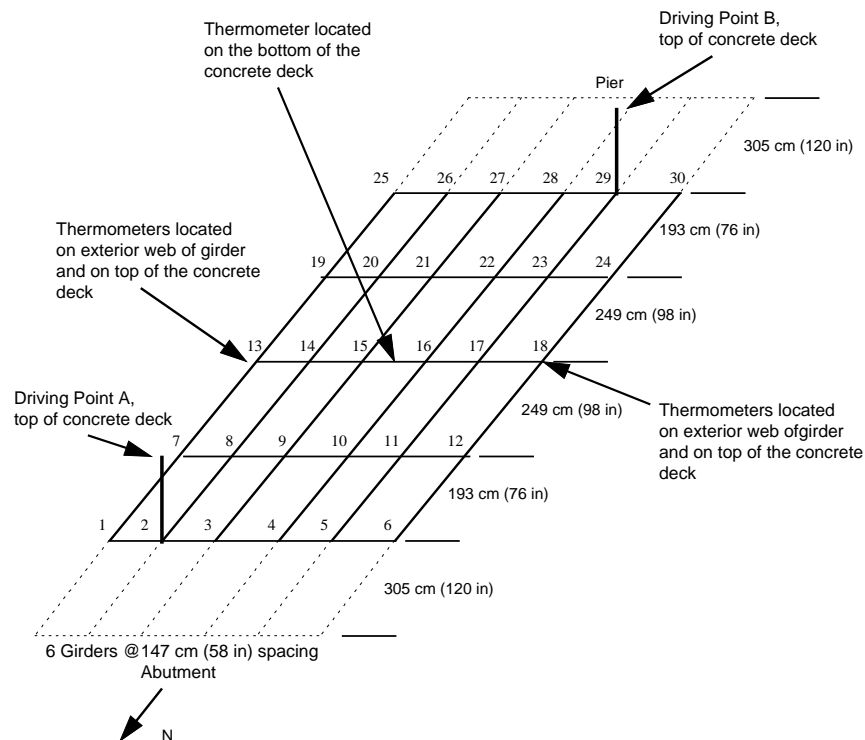 Thermometer located
on the bottom of the
concrete deck
Driving Point B,
top of concrete deck
Pier
305 cm (120 in)
25
26
27
28
29
30
Thermometers located
on exterior web of girder
and on top of the concrete
deck
193 cm (76 in)
19
20
21
22
23
24
249 cm (98 in)
13
14
15
16
17
18
Driving Point A,
top of concrete deck
249 cm (98 in)
Thermometers located
on exterior web ofgirder
and on top of the concrete
deck
7
8
9
10
11
12
193 cm (76 in)
1
2
3
4
5
6
305 cm (120 in)
6 Girders @147 cm (58 in) spacing
Abutment
N